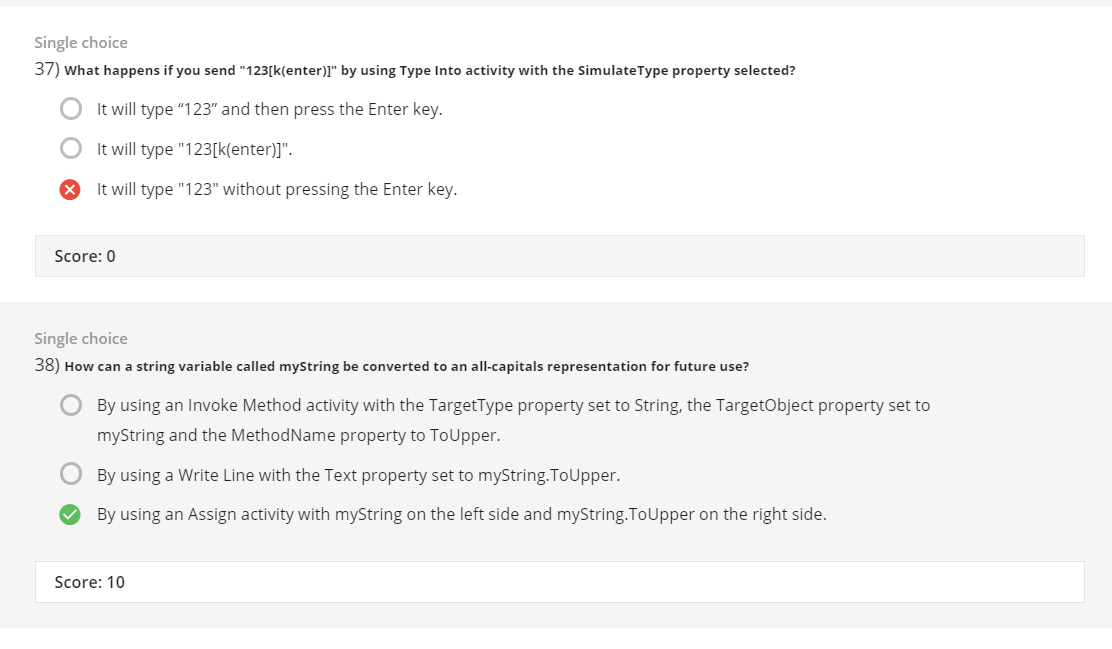 Single choice
37) What happens if you send "123[k(enter)]" by using Type Into activity with the SimulateType property selected?
It will type “123” and then press the Enter key.
It will type "123[k(enter)]".
It will type "123" without pressing the Enter key.
Score: 0
Single choice
38) How can a string variable called myString be converted to an all-capitals representation for future use?
By using an Invoke Method activity with the TargetType property set to String, the TargetObject property set to
myString and the MethodName property to ToUpper.
By using a Write Line with the Text property set to myString.ToUpper.
By using an Assign activity with myString on the left side and myString.ToUpper on the right side.
Score: 10